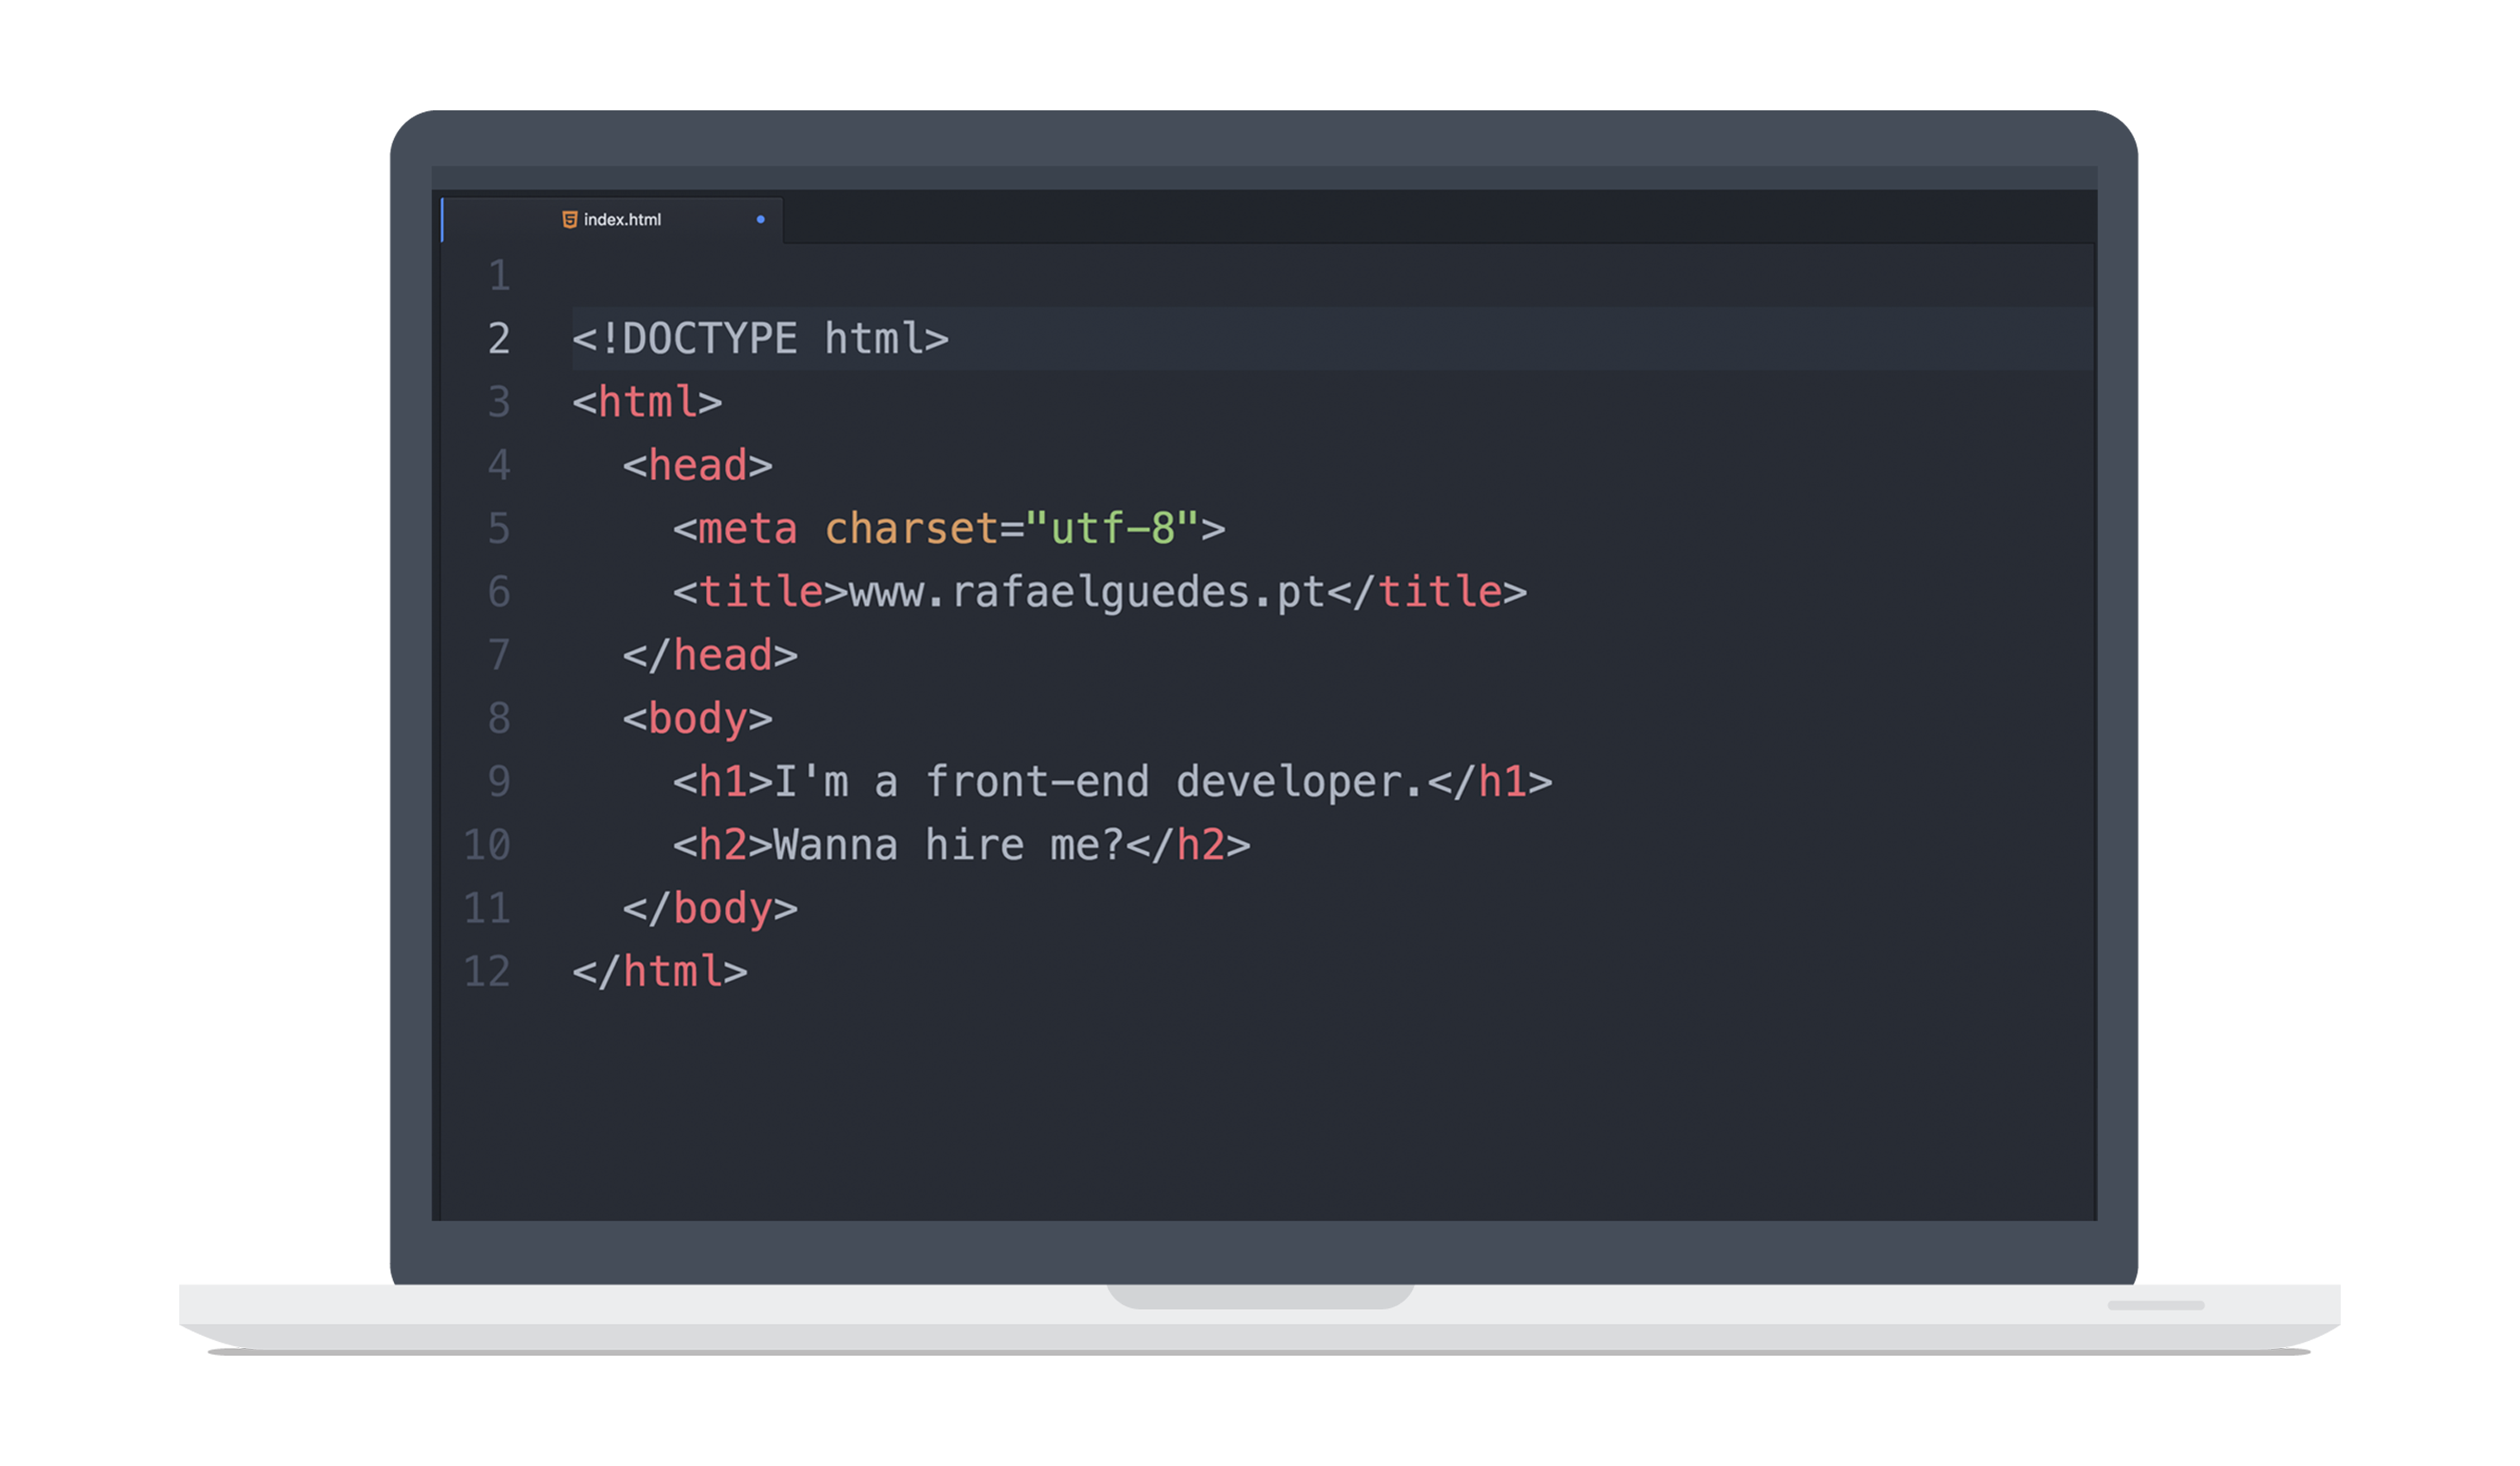 index.html
1
2 <!DOCTYPE html>
3 <html>
4 <head>
5 <meta charset="utf-8">
6 <title>www.rafaelguedes.pt</title>
7 </head>
8 <body>
9 <h1>I'm a front-end developer.</h1>
10 <h2>Wanna hire me?</h2>
11 </body>
12 </html>